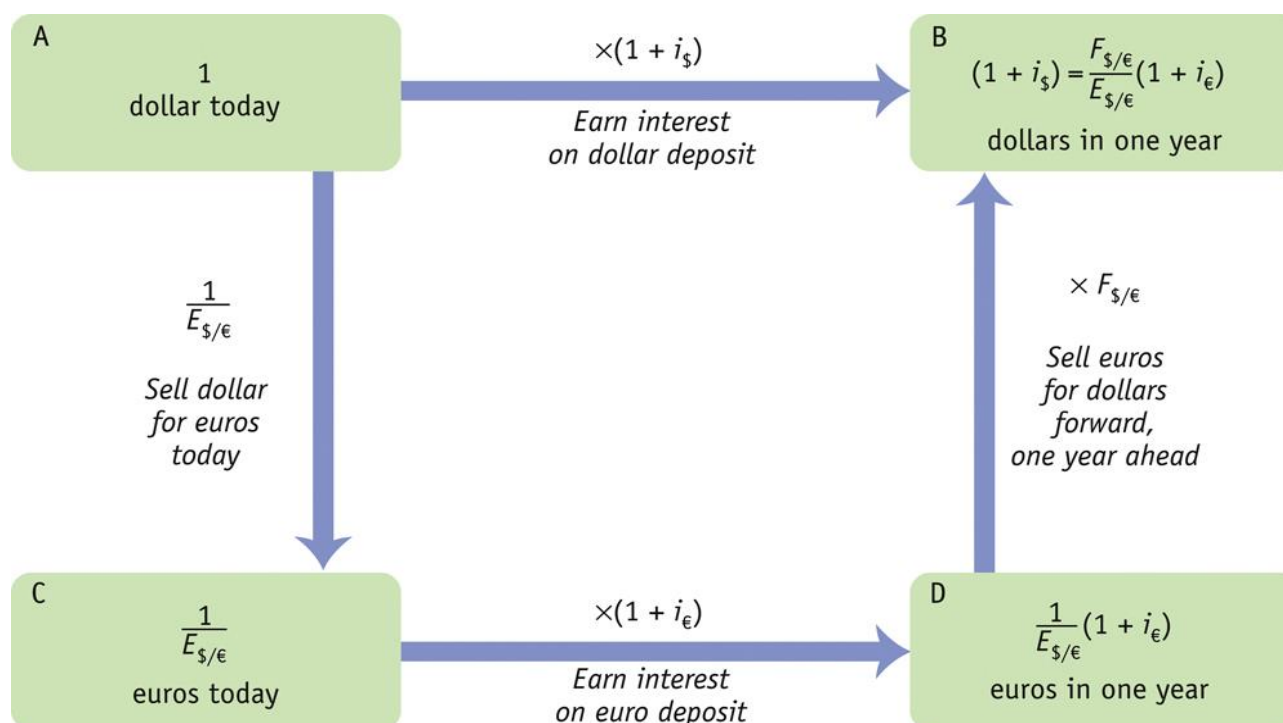 A
1
dollar today
×(1 + i$)
Earn interest
on dollar deposit
B
(1 + i$) = F$/€ / E$/€ (1 + i€)
dollars in one year
1 / E$/€
Sell dollar
for euros
today
× F$/€
Sell euros
for dollars
forward,
one year ahead
C
1 / E$/€
euros today
×(1 + i€)
Earn interest
on euro deposit
D
1 / E$/€ (1 + i€)
euros in one year